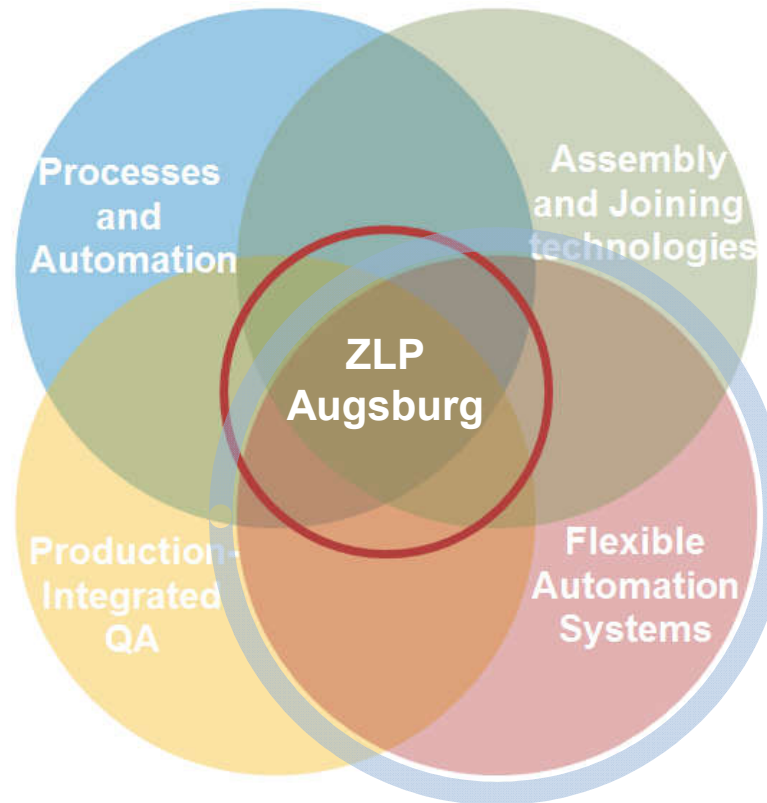 Processes
and
Automation
Assembly
and Joining
technologies
ZLP
Augsburg
Production-
Integrated
QA
Flexible
Automation
Systems